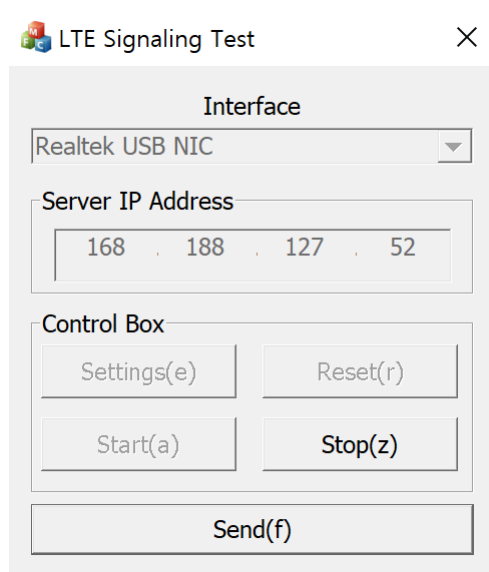 LTE Signaling Test
Interface
Realtek USB NIC
Server IP Address
168 . 188 . 127 . 52
Control Box
Settings(e) Reset(r)
Start(a) Stop(z)
Send(f)